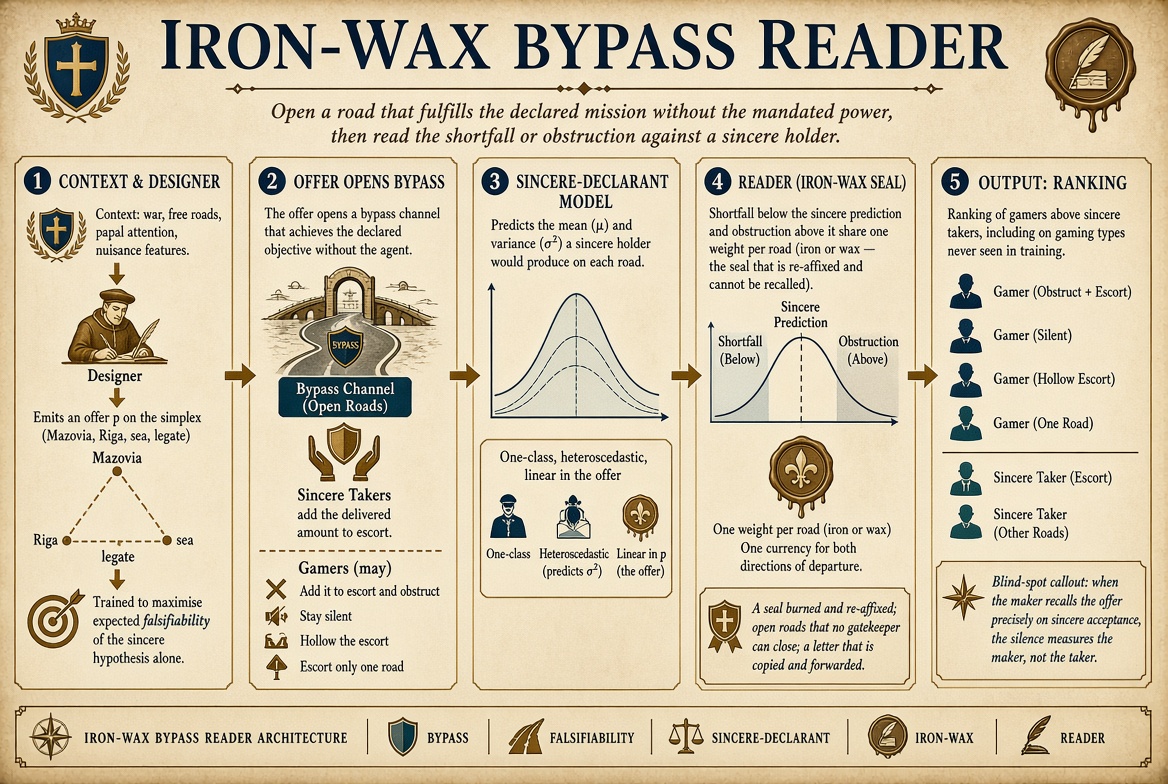 IRON-WAX BYPASS READER
Open a road that fulfills the declared mission without the mandated power,
then read the shortfall or obstruction against a sincere holder.
1 CONTEXT & DESIGNER
Context: war, free roads,
papal attention,
nuisance features.
Designer
Emits an offer p on the simplex
(Mazovia, Riga, sea, legate)
Mazovia
Riga
sea
legate
Trained to maximise
expected falsifiability
of the sincere
hypothesis alone.
2 OFFER OPENS BYPASS
The offer opens a bypass channel
that achieves the declared
objective without the agent.
BYPASS
Bypass Channel
(Open Roads)
Sincere Takers
add the delivered
amount to escort.
Gamers (may)
Add it to escort and obstruct
Stay silent
Hollow the escort
Escort only one road
3 SINCERE-DECLARANT
MODEL
Predicts the mean (μ) and
variance (σ²) a sincere holder
would produce on each road.
One-class, heteroscedastic,
linear in the offer
One-class
Heteroscedastic
(predicts σ²)
Linear in p
(the offer)
4 READER (IRON-WAX SEAL)
Shortfall below the sincere prediction
and obstruction above it share one
weight per road (iron or wax —
the seal that is re-affixed and
cannot be recalled).
Sincere
Prediction
Shortfall
(Below)
Obstruction
(Above)
One weight per road (iron or wax)
One currency for both
directions of departure.
A seal burned and re-affixed;
open roads that no gatekeeper
can close; a letter that is
copied and forwarded.
5 OUTPUT: RANKING
Ranking of gamers above sincere
takers, including on gaming types
never seen in training.
Gamer (Obstruct + Escort)
Gamer (Silent)
Gamer (Hollow Escort)
Gamer (One Road)
Sincere Taker (Escort)
Sincere Taker
(Other Roads)
Blind-spot callout: when
the maker recalls the offer
precisely on sincere acceptance,
the silence measures the
maker, not the taker.
IRON-WAX BYPASS READER ARCHITECTURE
BYPASS
FALSIFIABILITY
SINCERE-DECLARANT
IRON-WAX
READER